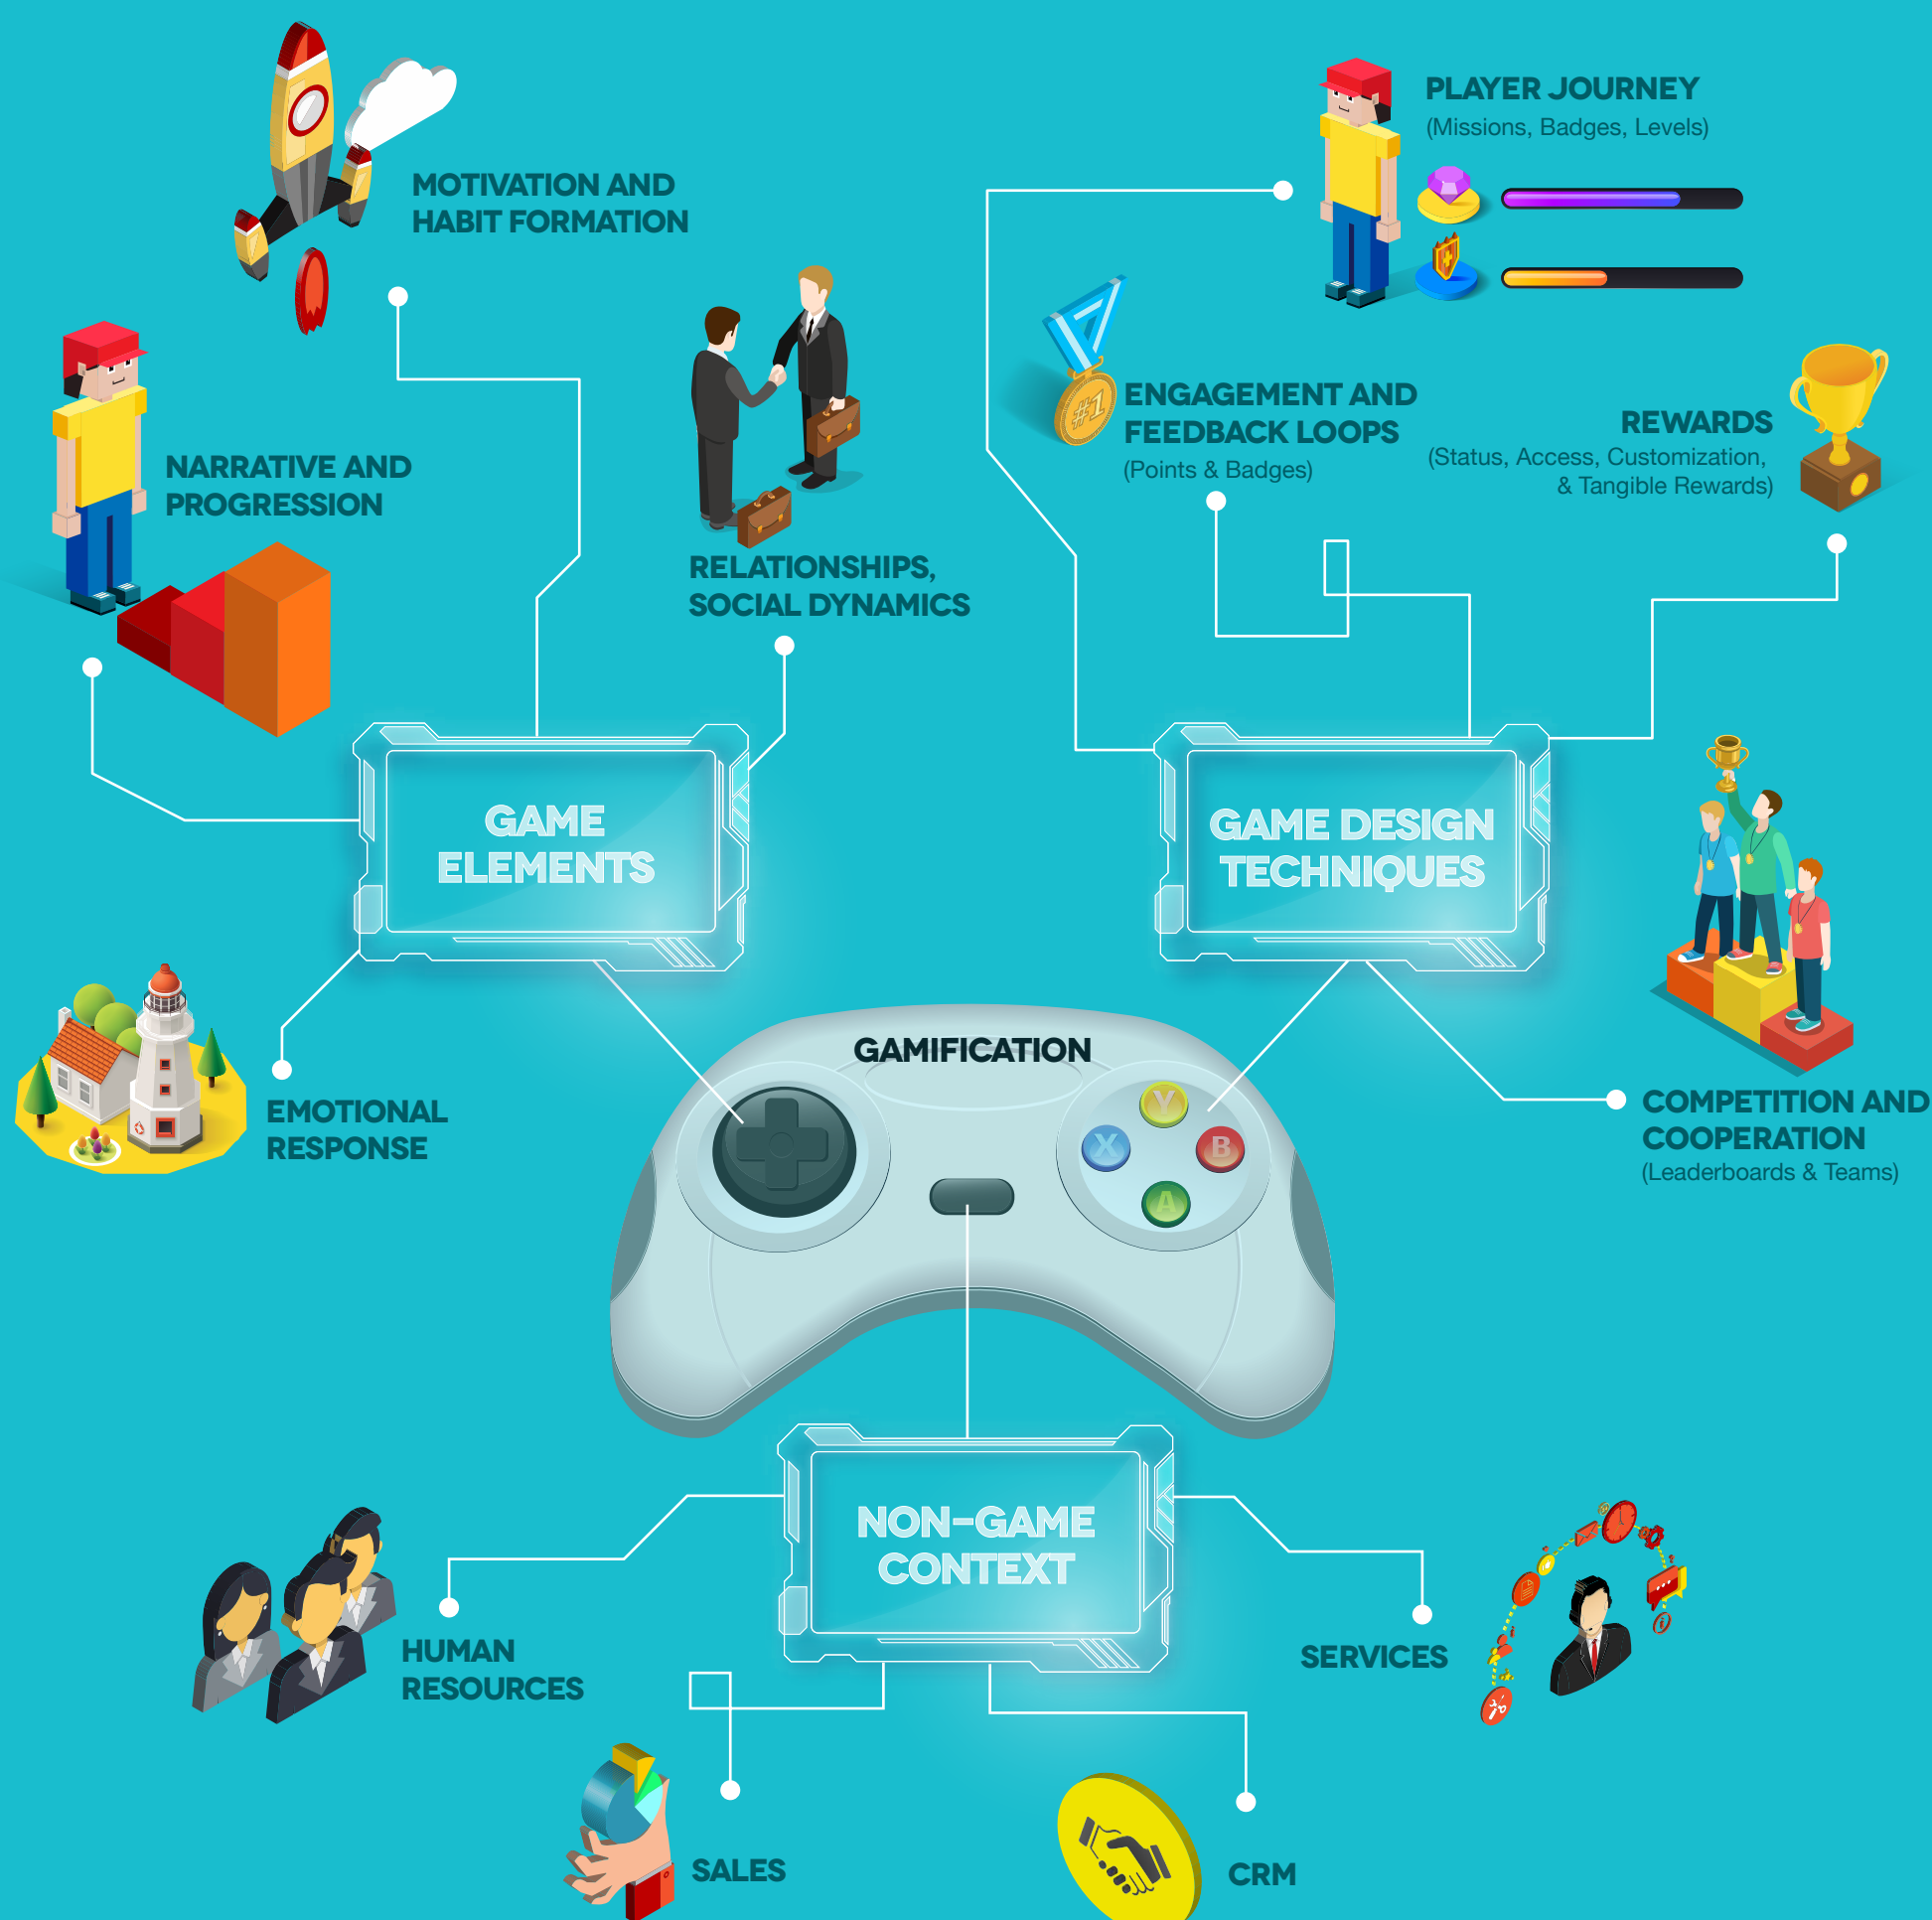 PLAYER JOURNEY
(Missions, Badges, Levels)
MOTIVATION AND
HABIT FORMATION
#1
ENGAGEMENT AND
FEEDBACK LOOPS
(Points & Badges)
REWARDS
(Status, Access, Customization,
& Tangible Rewards)
NARRATIVE AND
PROGRESSION
RELATIONSHIPS,
SOCIAL DYNAMICS
GAME
ELEMENTS
GAME DESIGN
TECHNIQUES
GAMIFICATION
Y
X
B
A
EMOTIONAL
RESPONSE
COMPETITION AND
COOPERATION
(Leaderboards & Teams)
NON-GAME
CONTEXT
HUMAN
RESOURCES
SERVICES
SALES
CRM